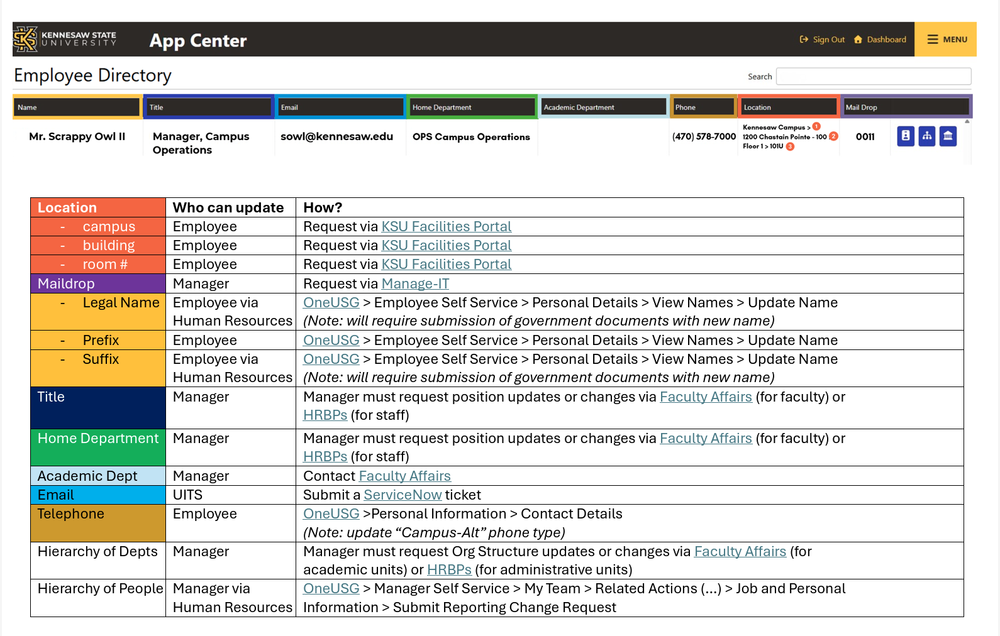 KENNESAW STATE
UNIVERSITY
App Center
Sign Out
Dashboard
MENU
Employee Directory
Search
Name
Title
Email
Home Department
Academic Department
Phone
Location
Mail Drop
Mr. Scrappy Owl II
Manager, Campus
Operations
sowl@kennesaw.edu
OPS Campus Operations
(470) 578-7000
Kennesaw Campus > 1
1200 Chastain Pointe - 100 2
Floor 1 > 101U 3
0011
Location
Who can update
How?
- campus
Employee
Request via KSU Facilities Portal
- building
Employee
Request via KSU Facilities Portal
- room #
Employee
Request via KSU Facilities Portal
Maildrop
Manager
Request via Manage-IT
- Legal Name
Employee via
Human Resources
OneUSG > Employee Self Service > Personal Details > View Names > Update Name
(Note: will require submission of government documents with new name)
- Prefix
Employee
OneUSG > Employee Self Service > Personal Details > View Names > Update Name
- Suffix
Employee via
Human Resources
OneUSG > Employee Self Service > Personal Details > View Names > Update Name
(Note: will require submission of government documents with new name)
Title
Manager
Manager must request position updates or changes via Faculty Affairs (for faculty) or
HRBPs (for staff)
Home Department
Manager
Manager must request position updates or changes via Faculty Affairs (for faculty) or
HRBPs (for staff)
Academic Dept
Manager
Contact Faculty Affairs
Email
UITS
Submit a ServiceNow ticket
Telephone
Employee
OneUSG >Personal Information > Contact Details
(Note: update “Campus-Alt” phone type)
Hierarchy of Depts
Manager
Manager must request Org Structure updates or changes via Faculty Affairs (for
academic units) or HRBPs (for administrative units)
Hierarchy of People
Manager via
Human Resources
OneUSG > Manager Self Service > My Team > Related Actions (...) > Job and Personal
Information > Submit Reporting Change Request